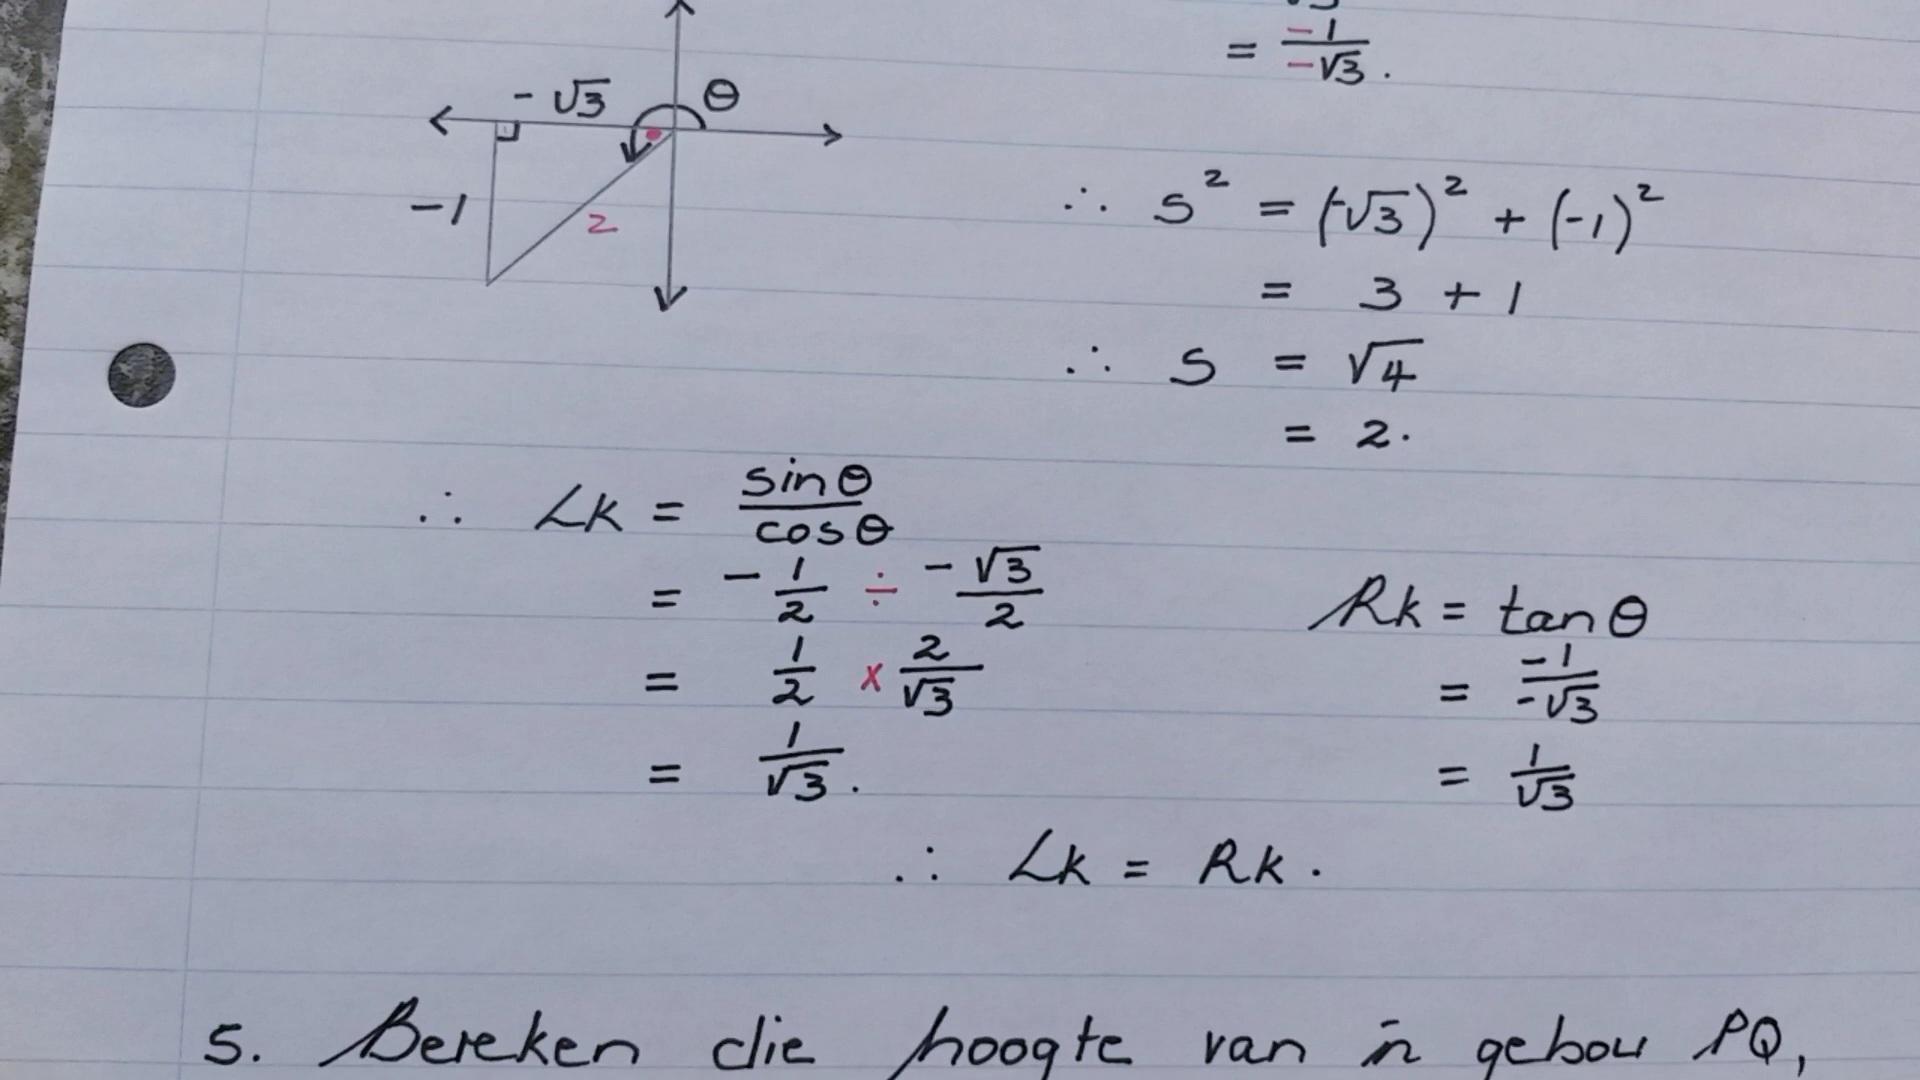 = -1/-√3.
-√3 θ
-1 2
∴ s² = (-√3)² + (-1)²
= 3 + 1
∴ s = √4
= 2.
∴ Lk = sinθ/cosθ
= -1/2 ÷ -√3/2
= 1/2 × 2/√3
= 1/√3.
Rk = tanθ
= -1/-√3
= 1/√3
∴ Lk = Rk.
5. Bereken die hoogte van 'n gebou PQ,